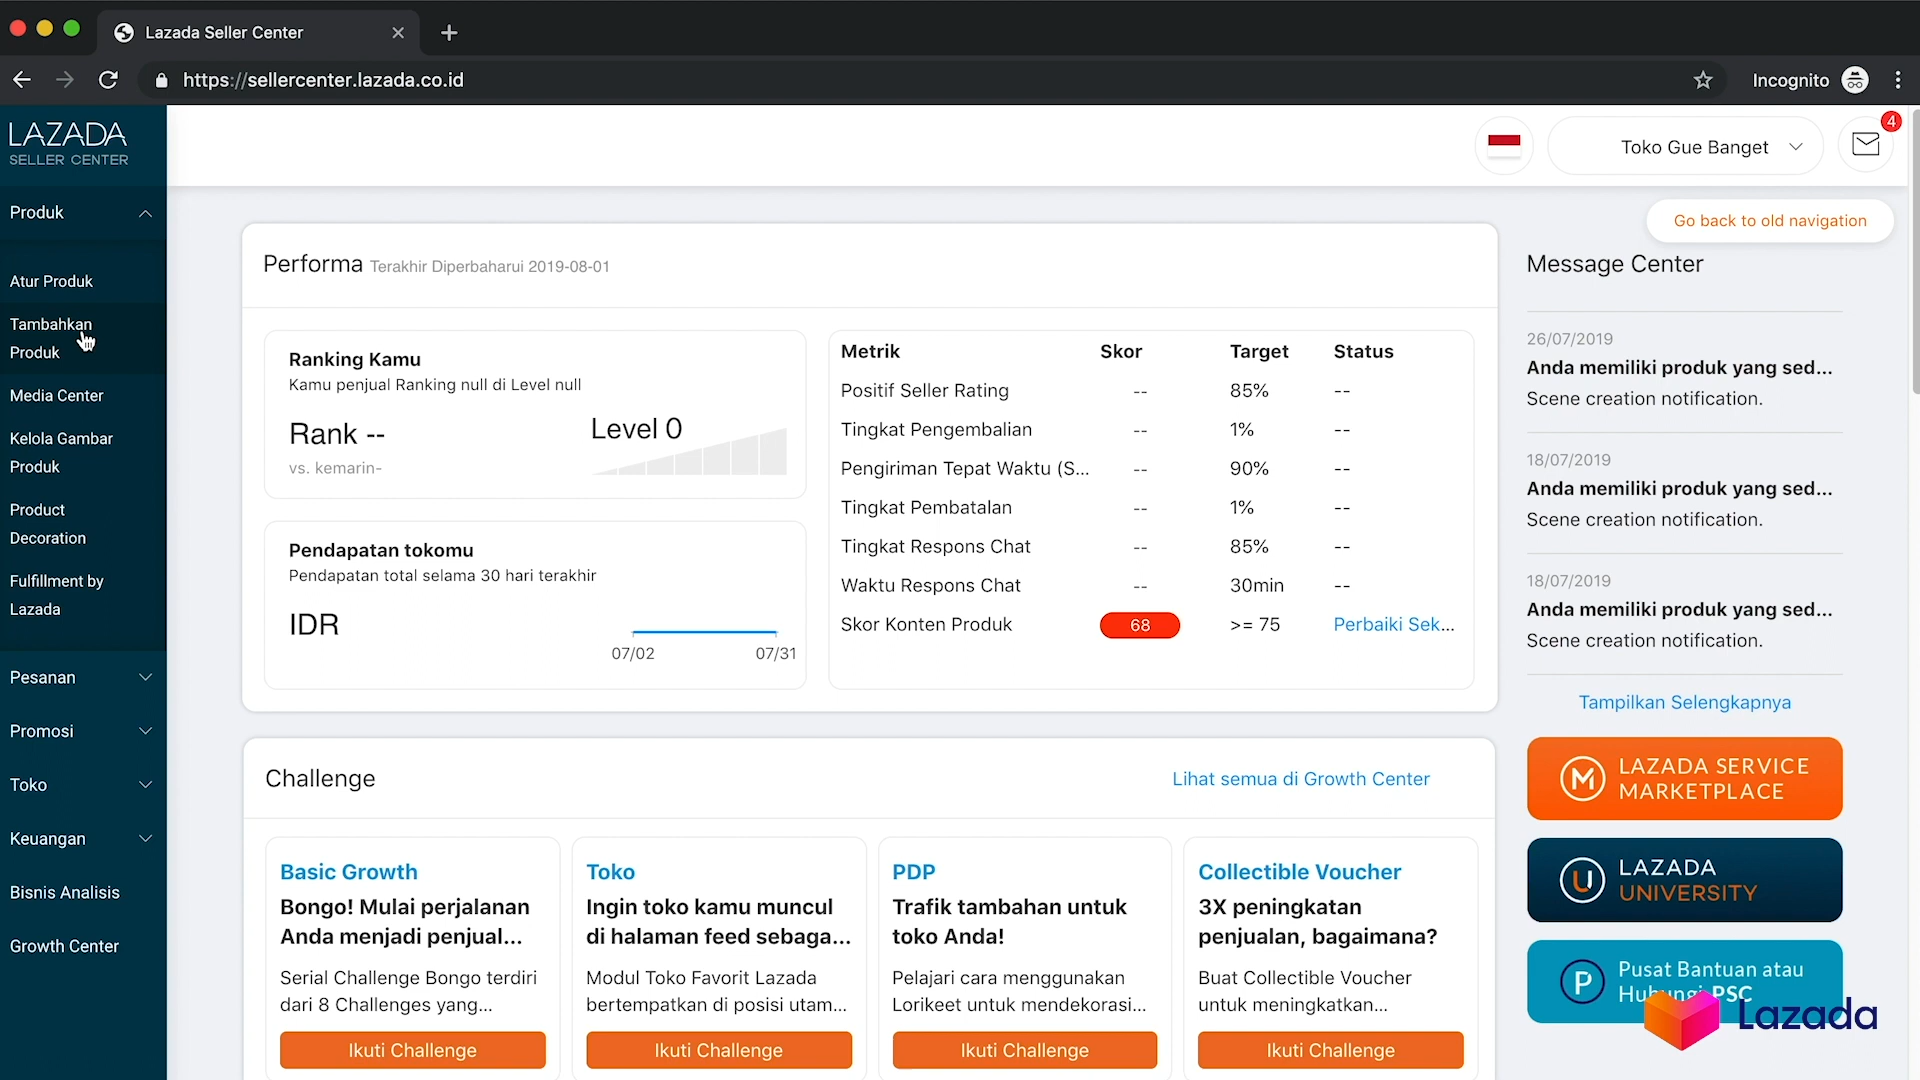 Lazada Seller Center
https://sellercenter.lazada.co.id
Incognito
LAZADA
SELLER CENTER
Toko Gue Banget
4
Go back to old navigation
Produk
Atur Produk
Tambahkan
Produk
Media Center
Kelola Gambar
Produk
Product
Decoration
Fulfillment by
Lazada
Pesanan
Promosi
Toko
Keuangan
Bisnis Analisis
Growth Center
Performa Terakhir Diperbaharui 2019-08-01
Ranking Kamu
Kamu penjual Ranking null di Level null
Rank --
Level 0
vs. kemarin-
Pendapatan tokomu
Pendapatan total selama 30 hari terakhir
IDR
07/02 07/31
Metrik Skor Target Status
Positif Seller Rating -- 85% --
Tingkat Pengembalian -- 1% --
Pengiriman Tepat Waktu (S... -- 90% --
Tingkat Pembatalan -- 1% --
Tingkat Respons Chat -- 85% --
Waktu Respons Chat -- 30min --
Skor Konten Produk 68 >= 75 Perbaiki Sek...
Challenge
Lihat semua di Growth Center
Basic Growth
Bongo! Mulai perjalanan
Anda menjadi penjual...
Serial Challenge Bongo terdiri
dari 8 Challenges yang...
Ikuti Challenge
Toko
Ingin toko kamu muncul
di halaman feed sebaga...
Modul Toko Favorit Lazada
bertempatkan di posisi utam...
Ikuti Challenge
PDP
Trafik tambahan untuk
toko Anda!
Pelajari cara menggunakan
Lorikeet untuk mendekorasi...
Ikuti Challenge
Collectible Voucher
3X peningkatan
penjualan, bagaimana?
Buat Collectible Voucher
untuk meningkatkan...
Ikuti Challenge
Message Center
26/07/2019
Anda memiliki produk yang sed...
Scene creation notification.
18/07/2019
Anda memiliki produk yang sed...
Scene creation notification.
18/07/2019
Anda memiliki produk yang sed...
Scene creation notification.
Tampilkan Selengkapnya
M
LAZADA SERVICE
MARKETPLACE
U
LAZADA
UNIVERSITY
P
Pusat Bantuan atau
Hubungi PSC
Lazada